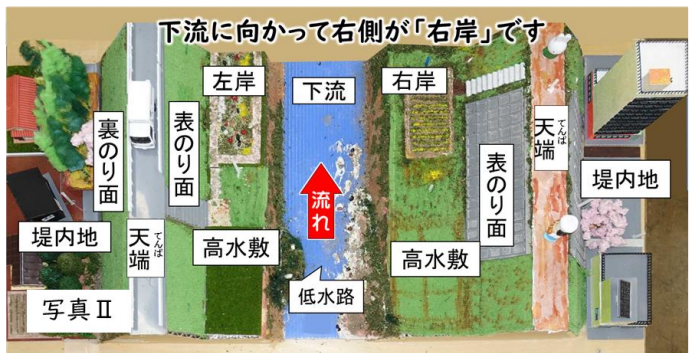 下流に向かって右側が「右岸」です
左岸
下流
右岸
裏のり面
表のり面
流れ
表のり面
天端
てんば
堤内地
堤内地
天端
てんば
高水敷
高水敷
低水路
写真Ⅱ